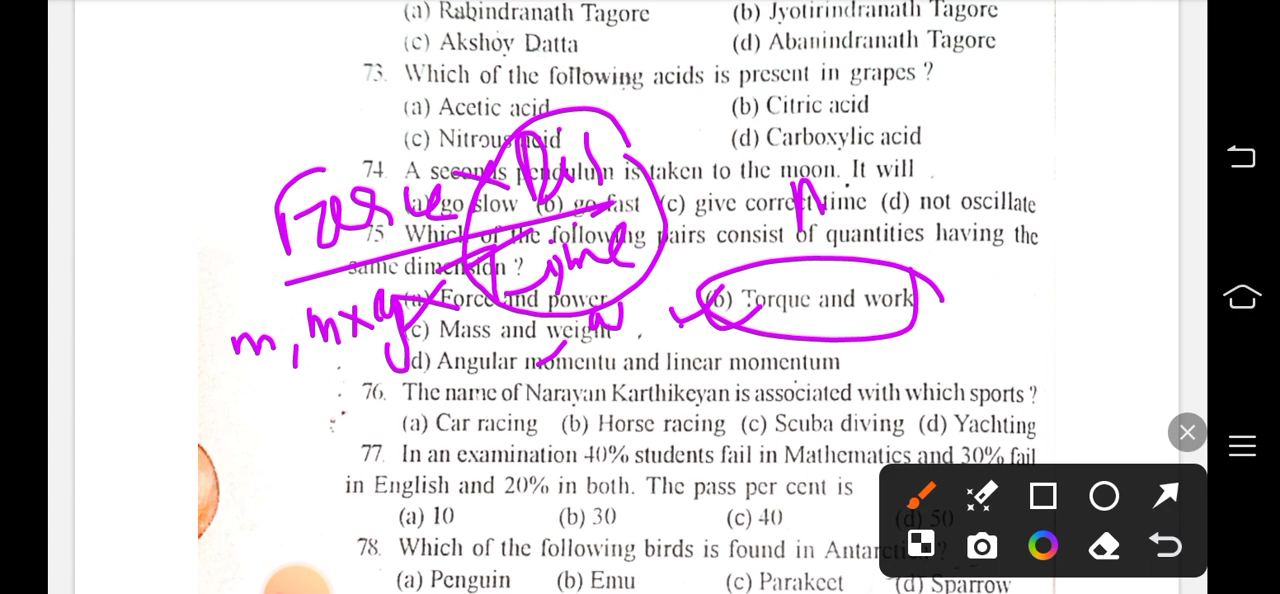 (a) Rabindranath Tagore (b) Jyotirindranath Tagore
(c) Akshoy Datta (d) Abanindranath Tagore
73. Which of the following acids is present in grapes ?
(a) Acetic acid (b) Citric acid
(c) Nitrous acid (d) Carboxylic acid
74. A seconds pendulum is taken to the moon. It will
(a) go slow (b) go fast (c) give correct time (d) not oscillate
75. Which of the following pairs consist of quantities having the
same dimension ?
(a) Force and power (b) Torque and work
(c) Mass and weight
(d) Angular momentu and linear momentum
76. The name of Narayan Karthikeyan is associated with which sports ?
(a) Car racing (b) Horse racing (c) Scuba diving (d) Yachting
77. In an examination 40% students fail in Mathematics and 30% fail
in English and 20% in both. The pass per cent is
(a) 10 (b) 30 (c) 40 (d) 50
78. Which of the following birds is found in Antarctica ?
(a) Penguin (b) Emu (c) Parakeet (d) Sparrow
Force ×
Time
m, m×g